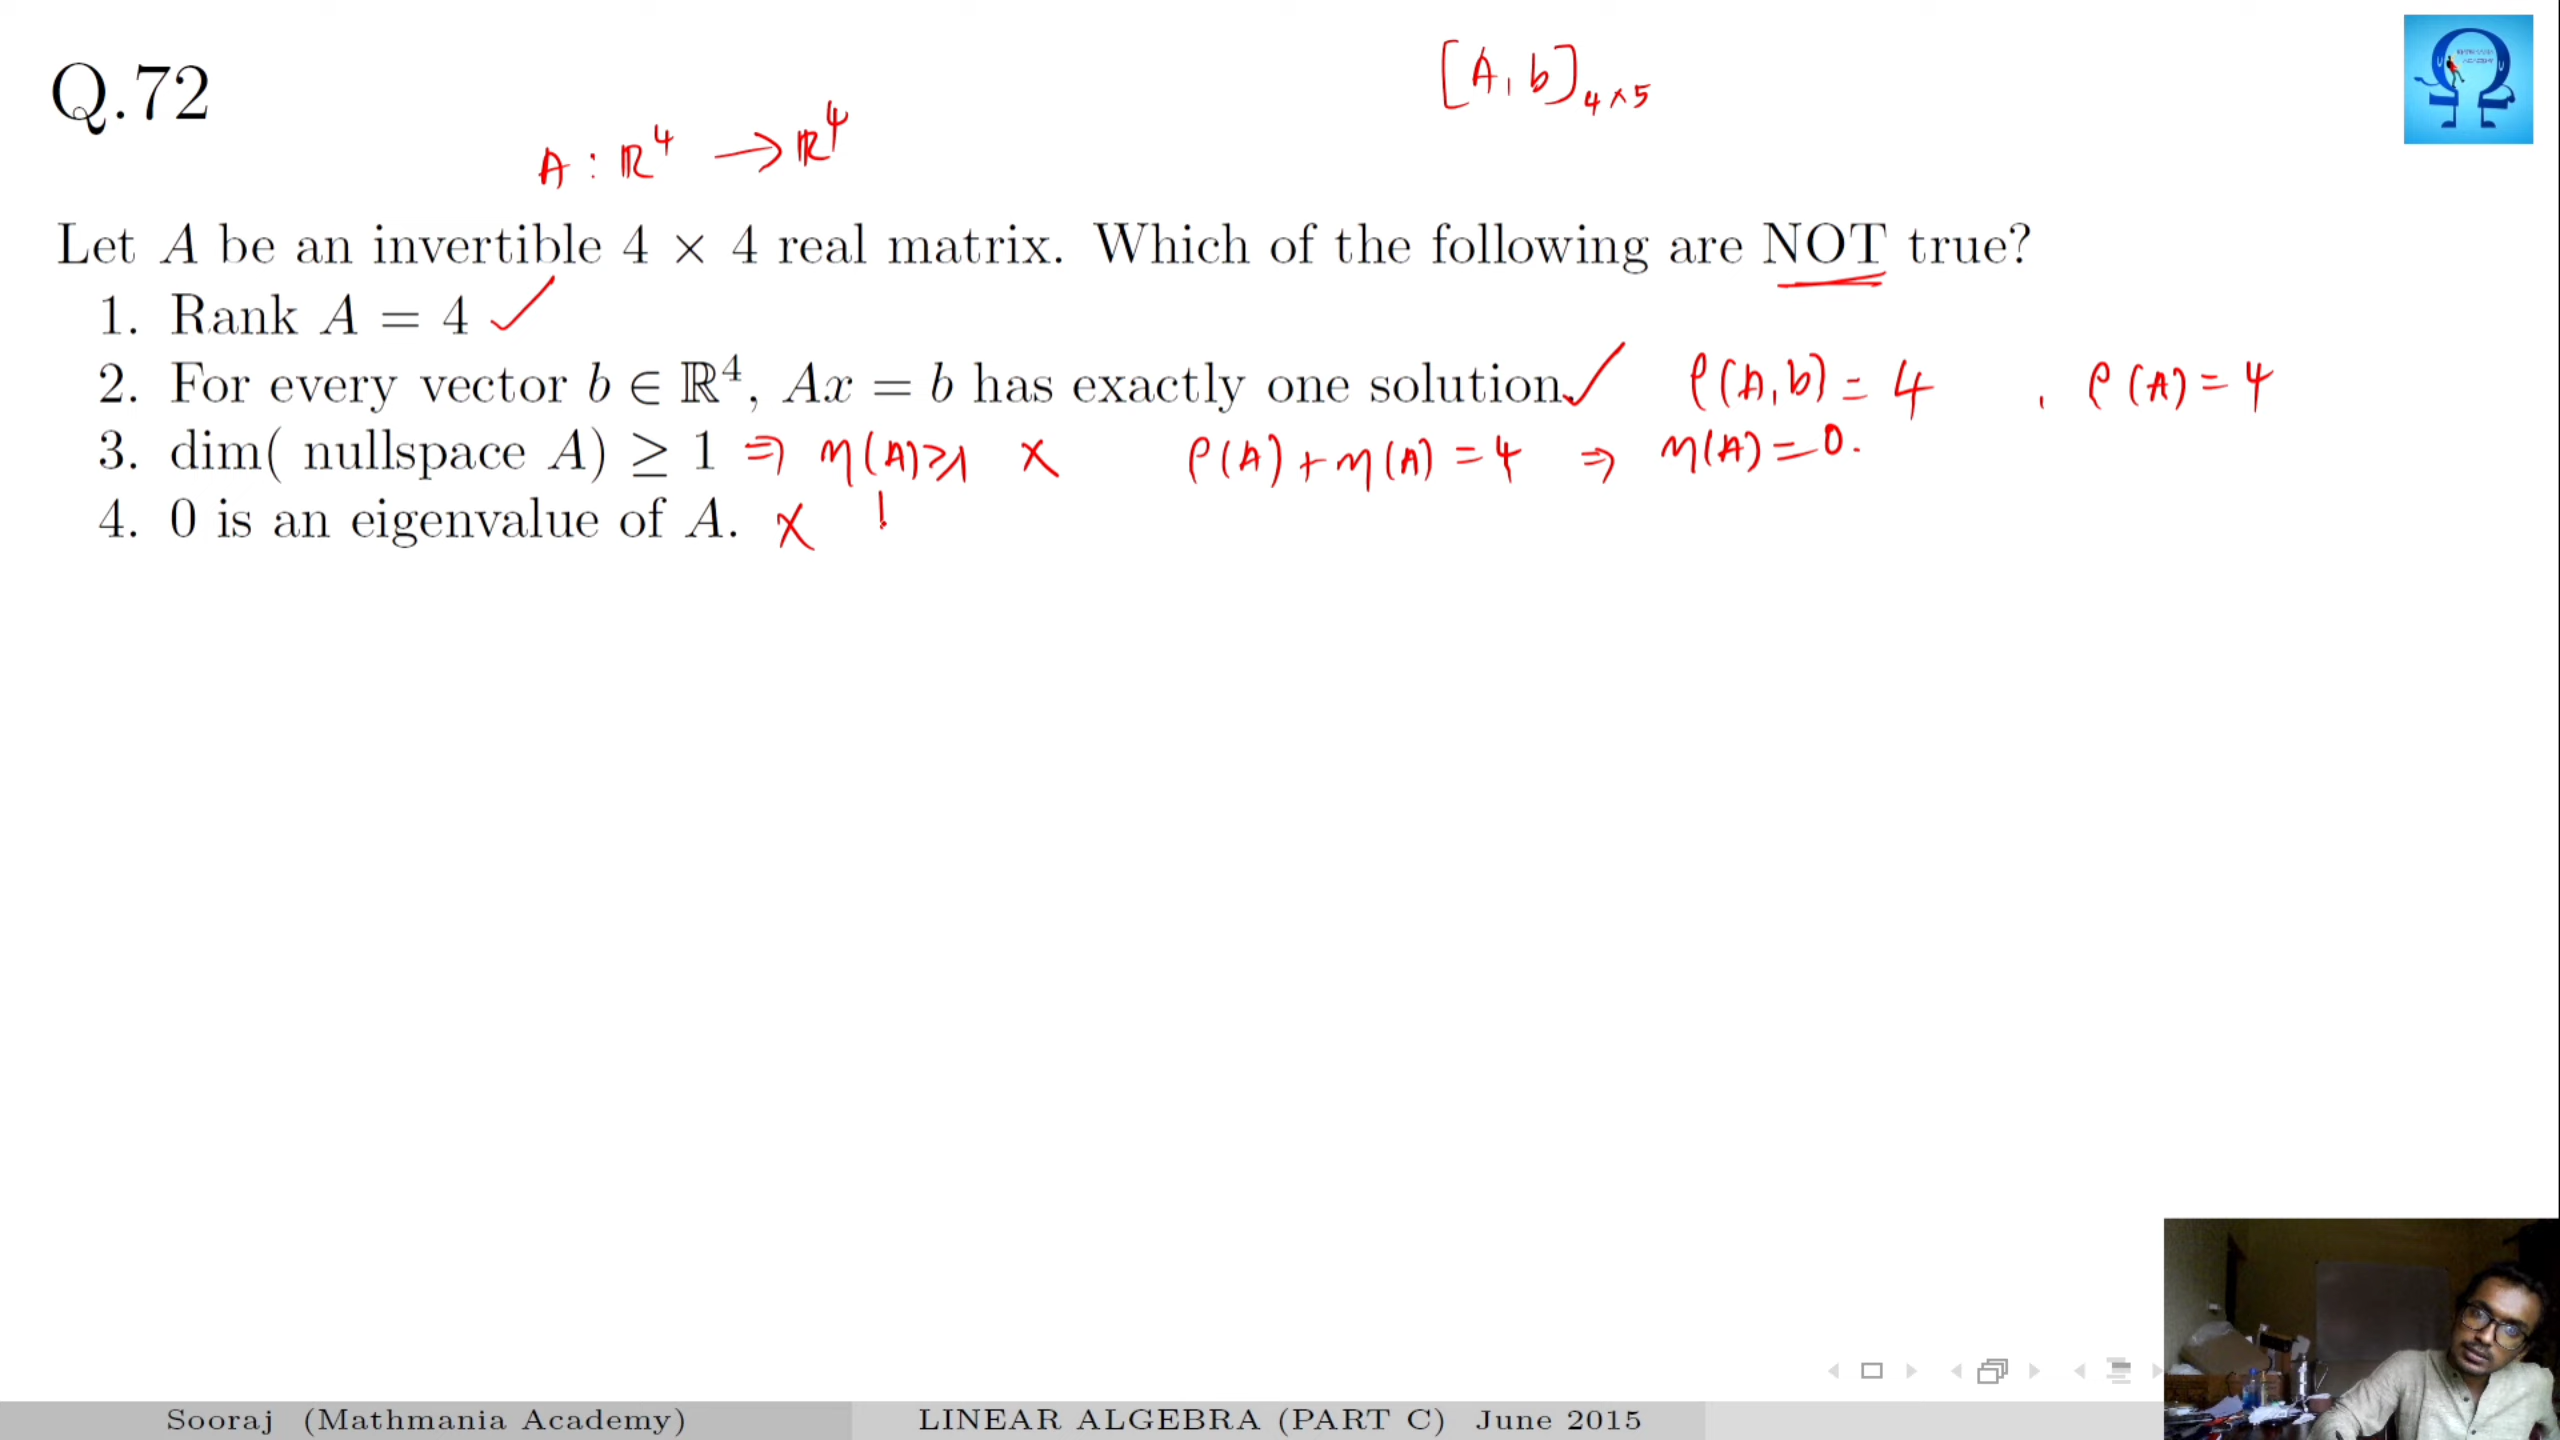 Q.72
[A, b]₄ₓ₅
A : ℝ⁴ → ℝ⁴
Let A be an invertible 4 × 4 real matrix. Which of the following are NOT true?
1. Rank A = 4 ✓
2. For every vector b ∈ ℝ⁴, Ax = b has exactly one solution. ✓ ρ(A, b) = 4 , ρ(A) = 4
3. dim( nullspace A) ≥ 1 ⇒ η(A) ≥ 1 × ρ(A) + η(A) = 4 ⇒ η(A) = 0.
4. 0 is an eigenvalue of A. ×
Sooraj (Mathmania Academy) LINEAR ALGEBRA (PART C) June 2015